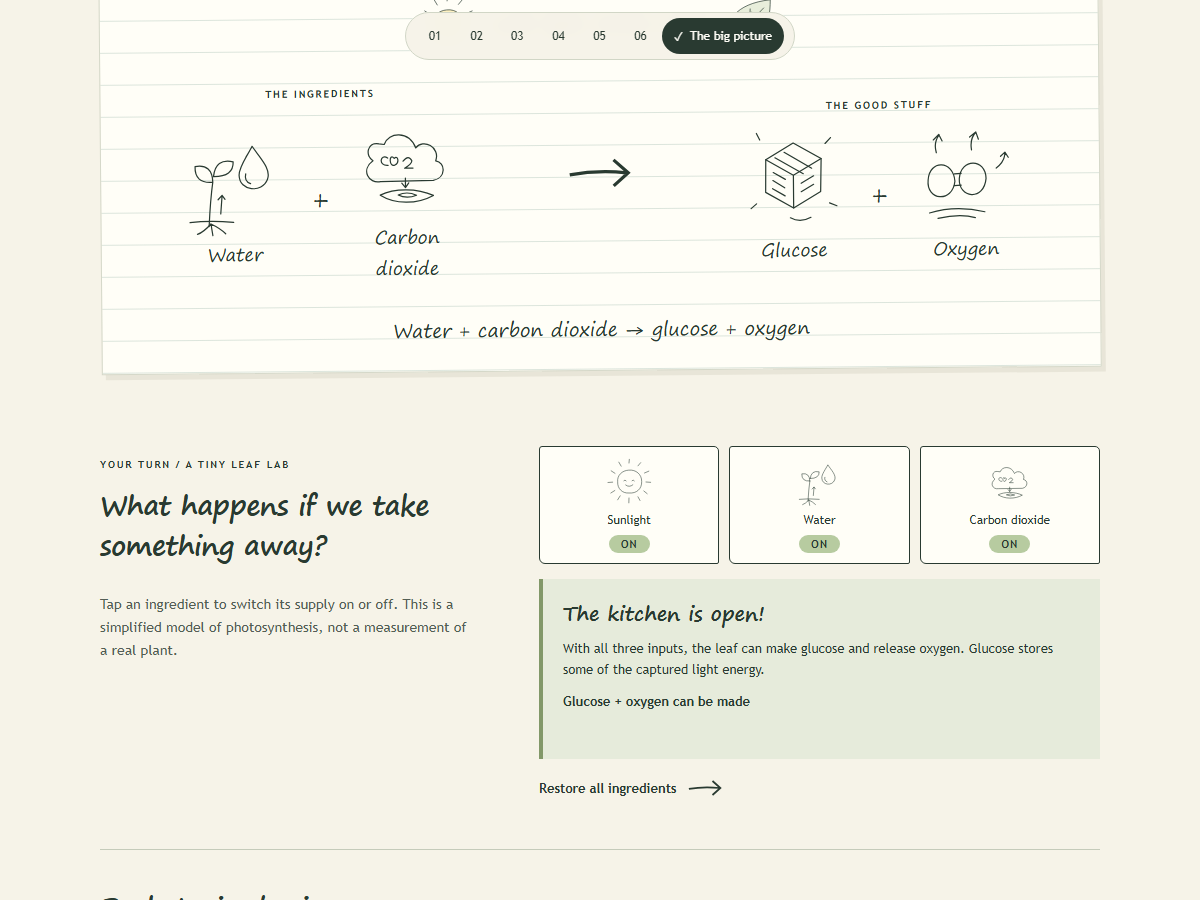 01 02 03 04 05 06 ✓ The big picture
THE INGREDIENTS
THE GOOD STUFF
CO2
+
+
Water
Carbon
dioxide
Glucose
Oxygen
Water + carbon dioxide → glucose + oxygen
YOUR TURN / A TINY LEAF LAB
What happens if we take
something away?
Tap an ingredient to switch its supply on or off. This is a
simplified model of photosynthesis, not a measurement of
a real plant.
Sunlight
ON
Water
ON
CO2
Carbon dioxide
ON
The kitchen is open!
With all three inputs, the leaf can make glucose and release oxygen. Glucose stores
some of the captured light energy.
Glucose + oxygen can be made
Restore all ingredients